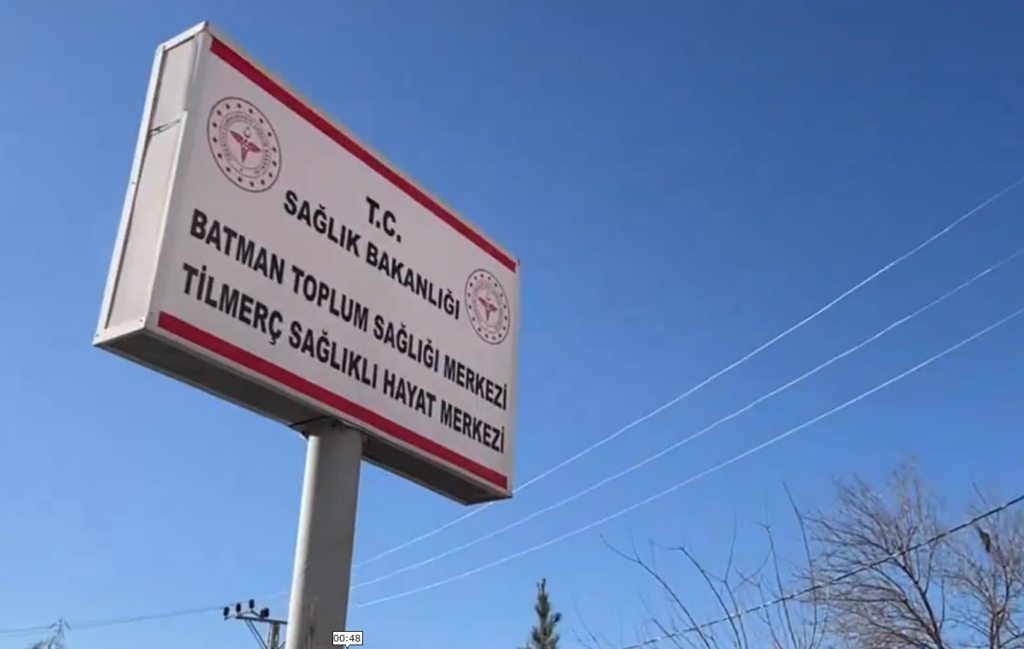 T.C.
SAĞLIK BAKANLIĞI
BATMAN TOPLUM SAĞLIĞI MERKEZİ
TİLMERÇ SAĞLIKLI HAYAT MERKEZİ
00:48